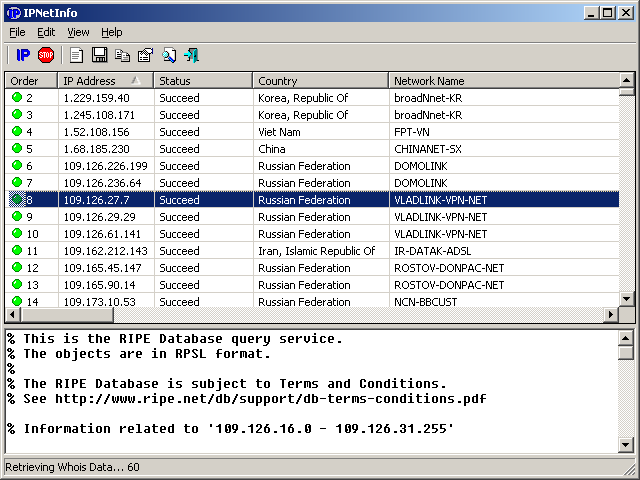 IPNetInfo
File Edit View Help
IP STOP
Order IP Address Status Country Network Name
2 1.229.159.40 Succeed Korea, Republic Of broadNnet-KR
3 1.245.108.171 Succeed Korea, Republic Of broadNnet-KR
4 1.52.108.156 Succeed Viet Nam FPT-VN
5 1.68.185.230 Succeed China CHINANET-SX
6 109.126.226.199 Succeed Russian Federation DOMOLINK
7 109.126.236.64 Succeed Russian Federation DOMOLINK
8 109.126.27.7 Succeed Russian Federation VLADLINK-VPN-NET
9 109.126.29.29 Succeed Russian Federation VLADLINK-VPN-NET
10 109.126.61.141 Succeed Russian Federation VLADLINK-VPN-NET
11 109.162.212.143 Succeed Iran, Islamic Republic Of IR-DATAK-ADSL
12 109.165.45.147 Succeed Russian Federation ROSTOV-DONPAC-NET
13 109.165.90.14 Succeed Russian Federation ROSTOV-DONPAC-NET
14 109.173.10.53 Succeed Russian Federation NCN-BBCUST
% This is the RIPE Database query service.
% The objects are in RPSL format.
%
% The RIPE Database is subject to Terms and Conditions.
% See http://www.ripe.net/db/support/db-terms-conditions.pdf
% Information related to '109.126.16.0 - 109.126.31.255'
Retrieving Whois Data... 60